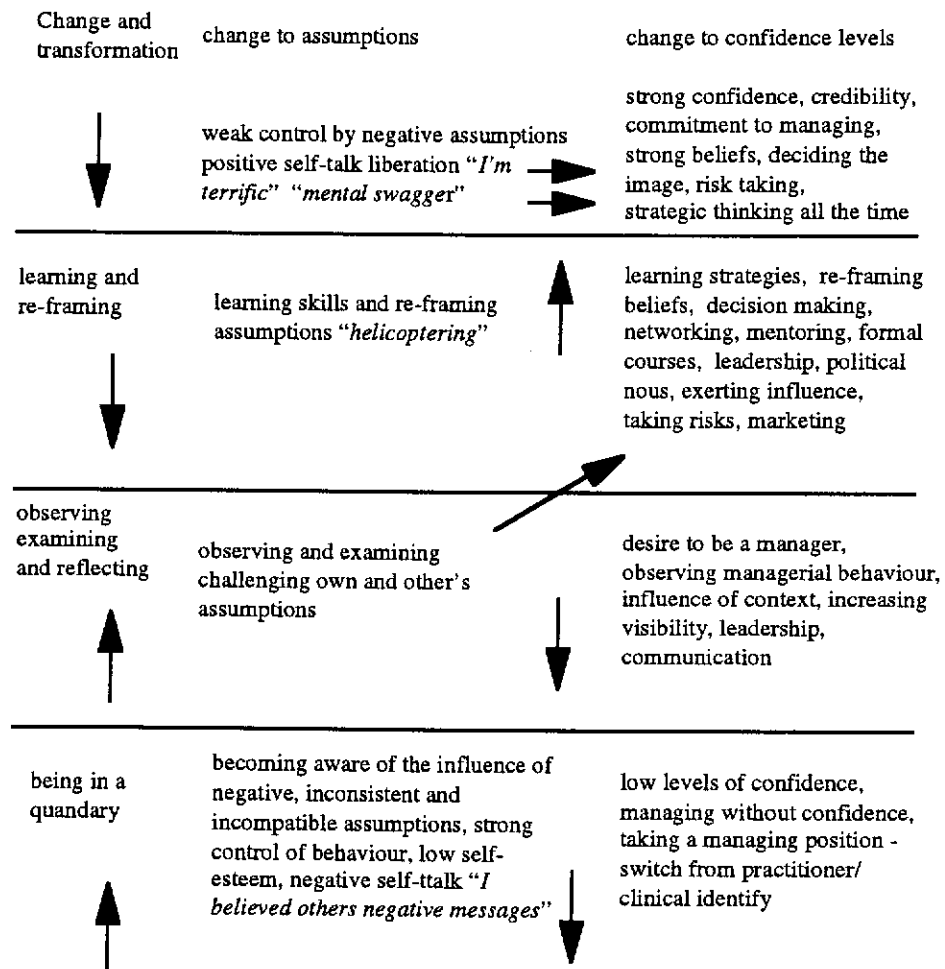 Change and
transformation
change to assumptions
change to confidence levels
weak control by negative assumptions
positive self-talk liberation “I'm
terrific” “mental swagger”
strong confidence, credibility,
commitment to managing,
strong beliefs, deciding the
image, risk taking,
strategic thinking all the time
learning and
re-framing
learning skills and re-framing
assumptions “helicoptering”
learning strategies, re-framing
beliefs, decision making,
networking, mentoring, formal
courses, leadership, political
nous, exerting influence,
taking risks, marketing
observing
examining
and reflecting
observing and examining
challenging own and other's
assumptions
desire to be a manager,
observing managerial behaviour,
influence of context, increasing
visibility, leadership,
communication
being in a
quandary
becoming aware of the influence of
negative, inconsistent and
incompatible assumptions, strong
control of behaviour, low self-
esteem, negative self-ttalk “I
believed others negative messages”
low levels of confidence,
managing without confidence,
taking a managing position -
switch from practitioner/
clinical identify